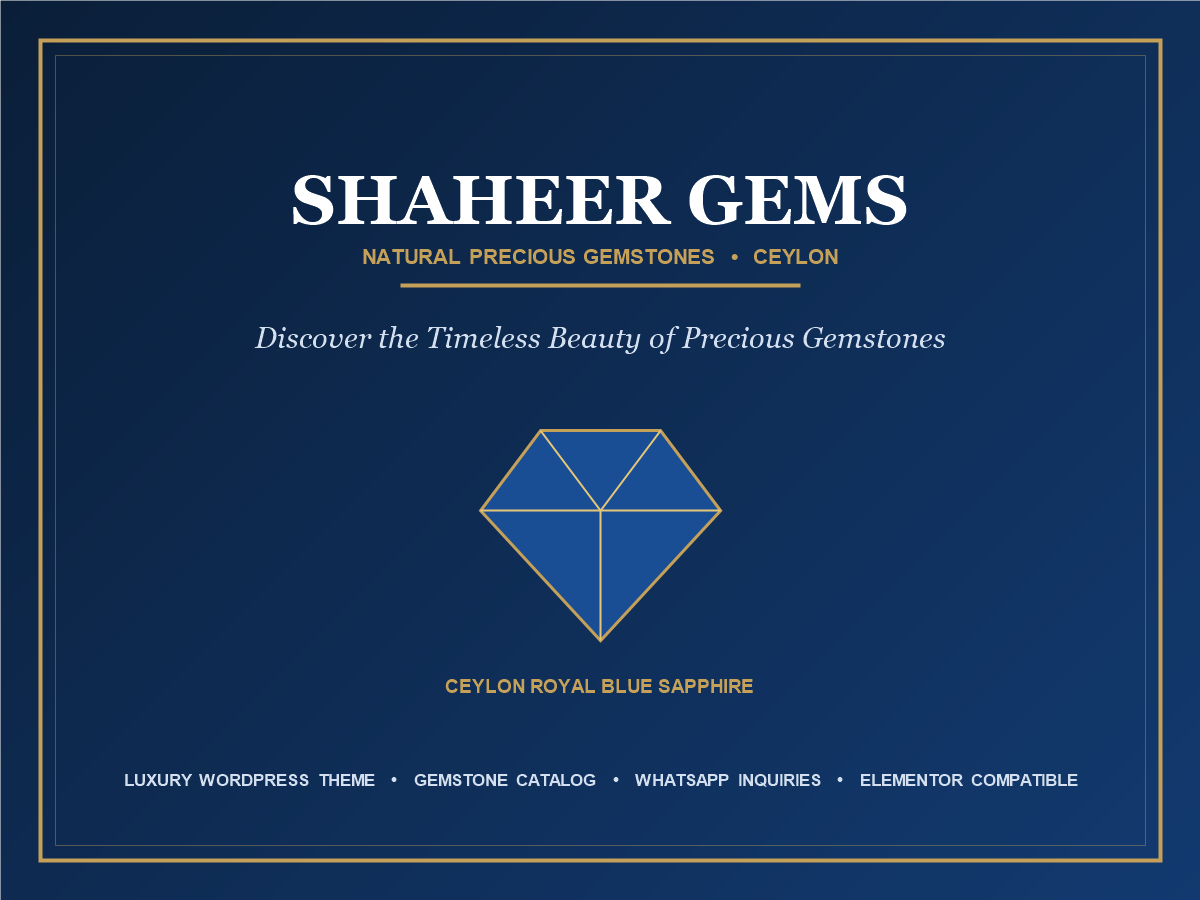 SHAHEER GEMS
NATURAL PRECIOUS GEMSTONES • CEYLON
Discover the Timeless Beauty of Precious Gemstones
CEYLON ROYAL BLUE SAPPHIRE
LUXURY WORDPRESS THEME • GEMSTONE CATALOG • WHATSAPP INQUIRIES • ELEMENTOR COMPATIBLE